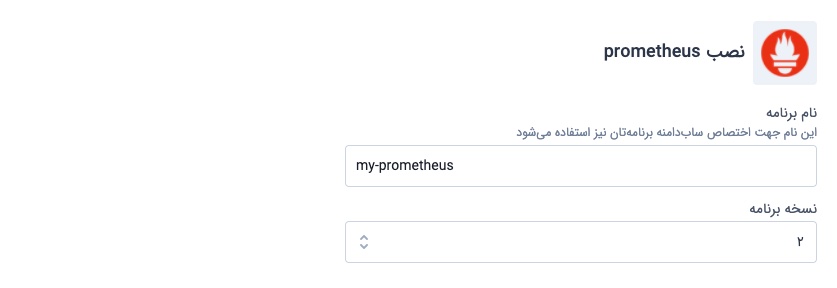 نصب prometheus
نام برنامه
این نام جهت اختصاص ساب‌دامنه برنامه‌تان نیز استفاده می‌شود
my-prometheus
نسخه برنامه
۲